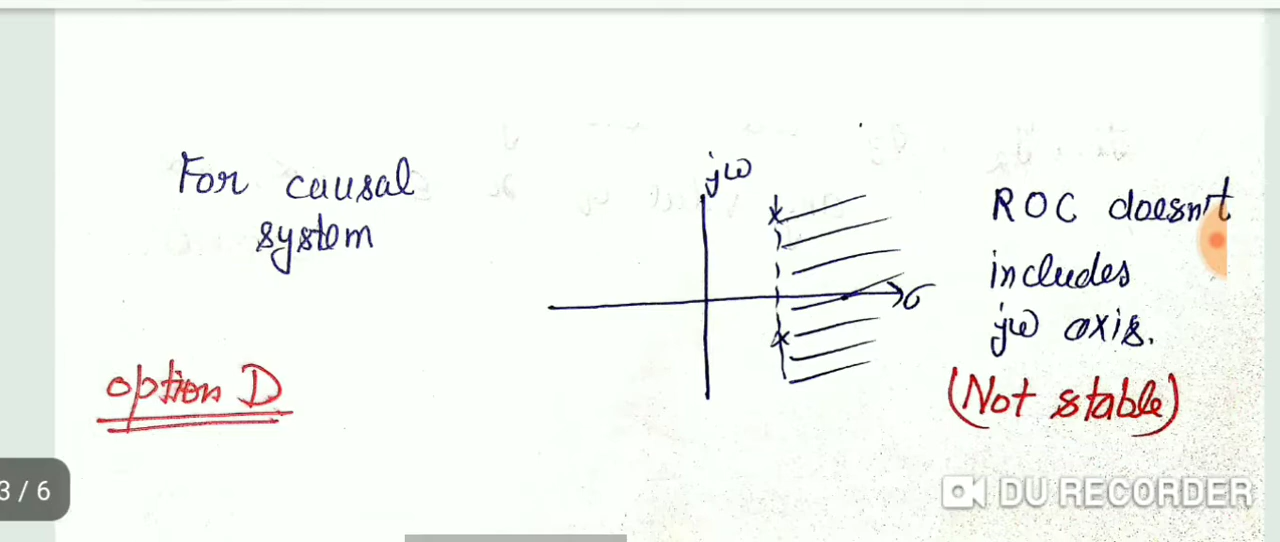 For causal
system
jω
σ
ROC doesn't
includes
jω axis.
(Not stable)
option D
3 / 6
DU RECORDER